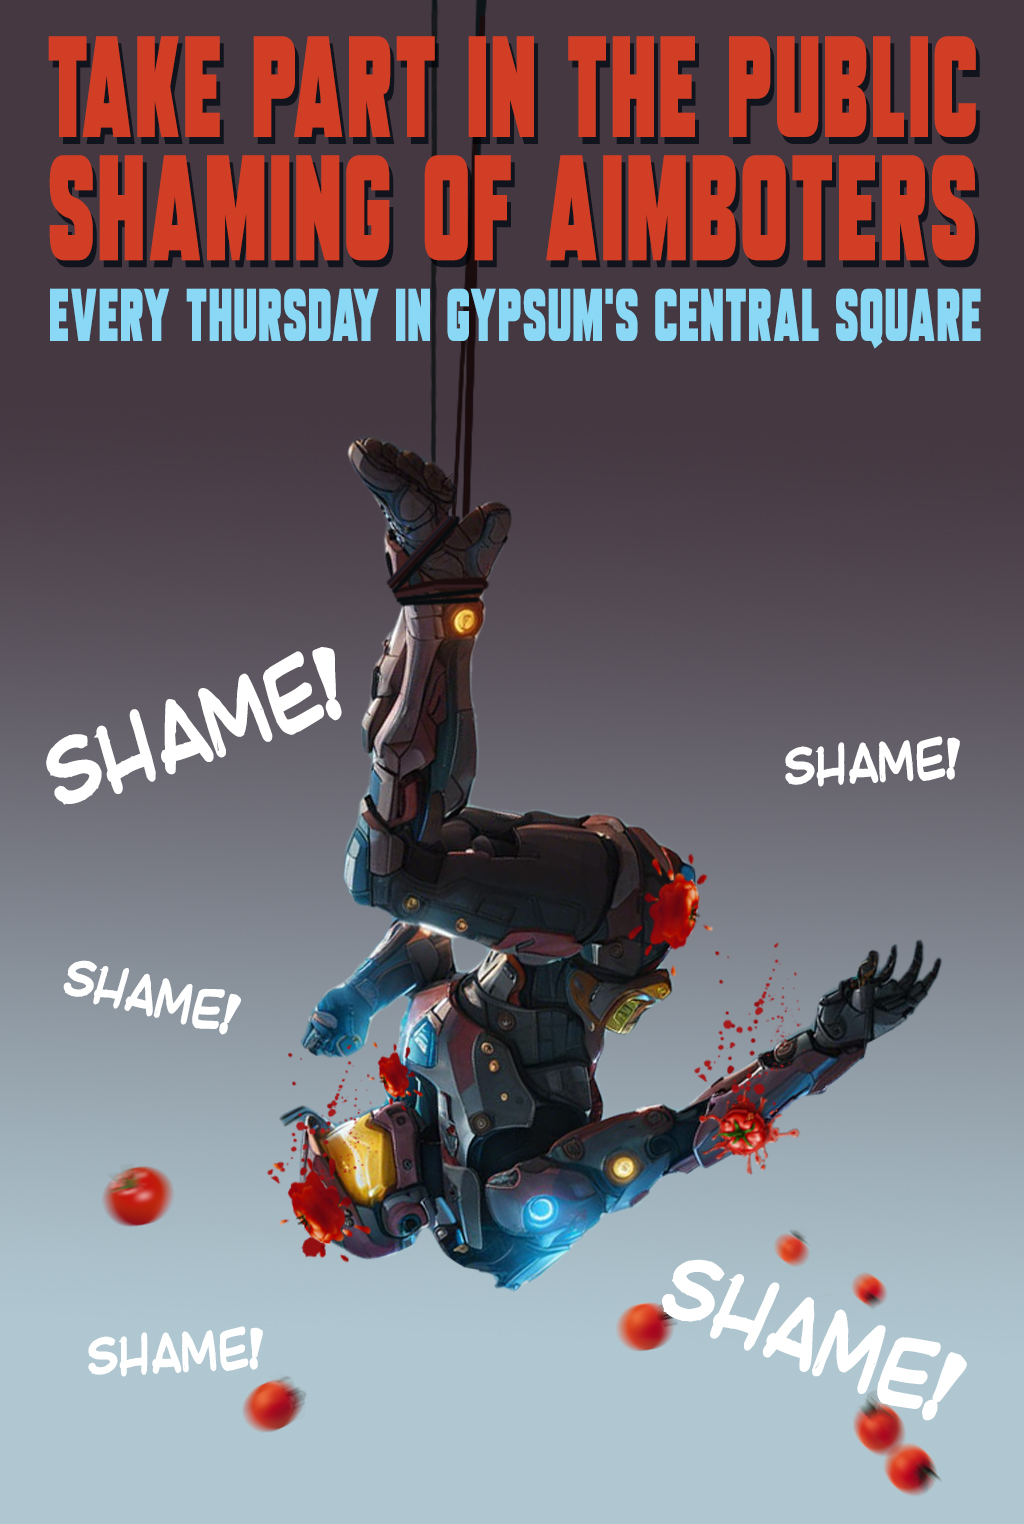 TAKE PART IN THE PUBLIC
SHAMING OF AIMBOTERS
EVERY THURSDAY IN GYPSUM'S CENTRAL SQUARE
SHAME!
SHAME!
SHAME!
SHAME!
SHAME!